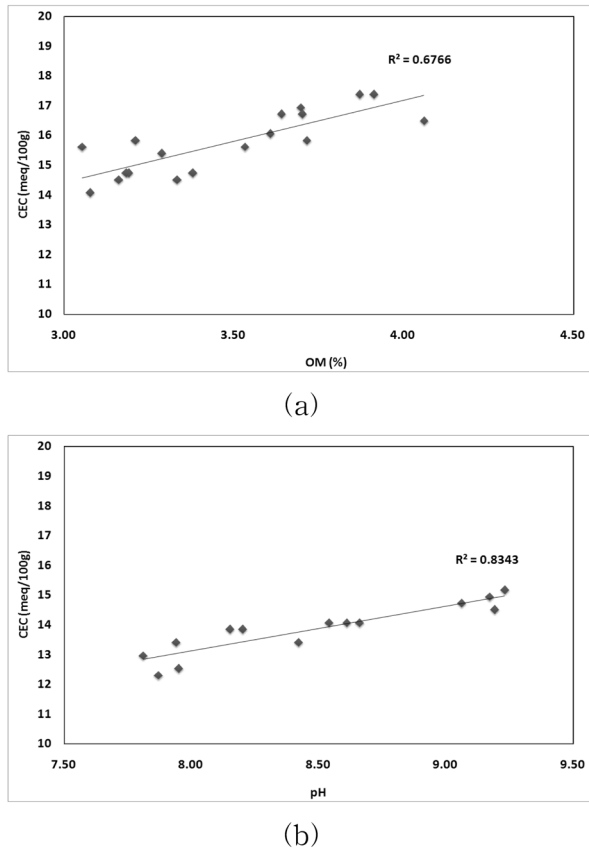 20
19
18
17
16
15
14
13
12
11
10
CEC (meq/100g)
R² = 0.6766
3.00 3.50 4.00 4.50
OM (%)
(a)
20
19
18
17
16
15
14
13
12
11
10
CEC (meq/100g)
R² = 0.8343
7.50 8.00 8.50 9.00 9.50
pH
(b)